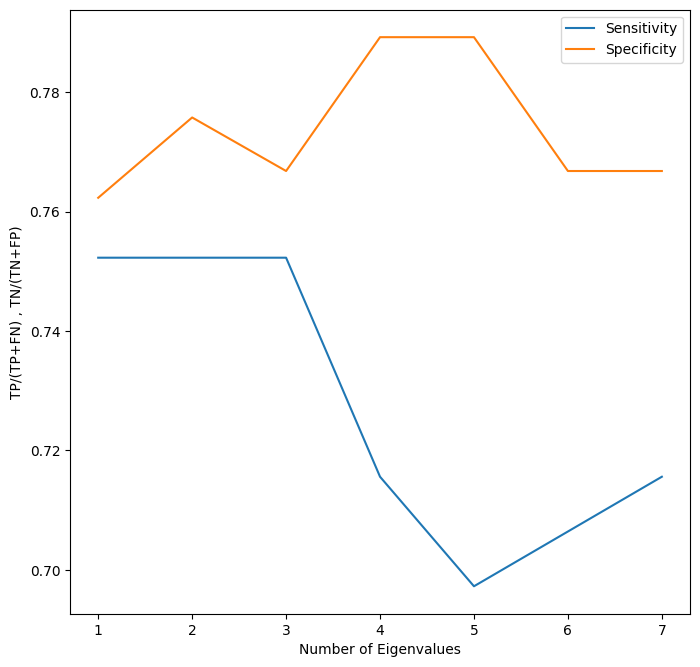 Sensitivity
Specificity
0.78
0.76
0.74
0.72
0.70
TP/(TP+FN) , TN/(TN+FP)
1 2 3 4 5 6 7
Number of Eigenvalues